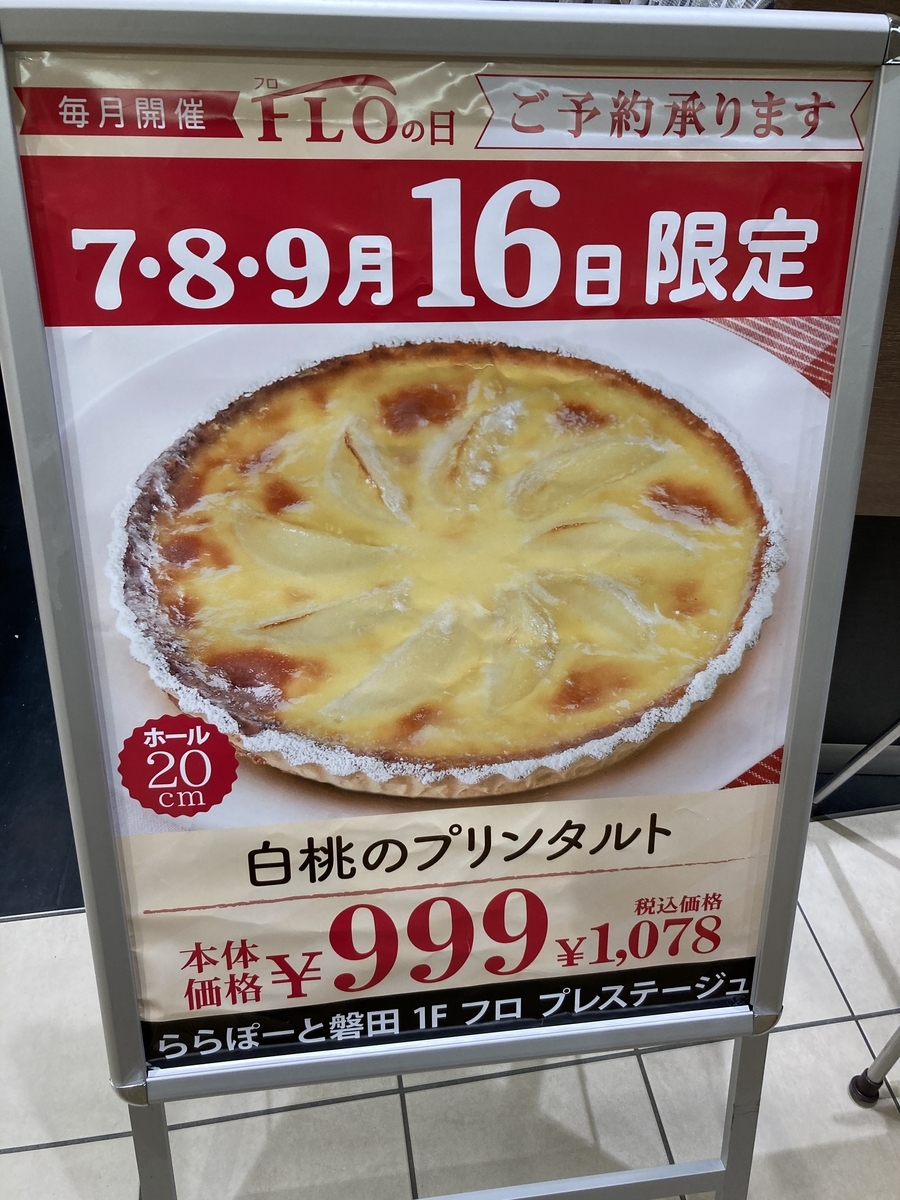 毎月開催
フロ
FLOの日
ご予約承ります
7・8・9月16日限定
ホール
20
cm
白桃のプリンタルト
本体
価格
¥999
税込価格
¥1,078
ららぽーと磐田 1F フロ プレステージュ